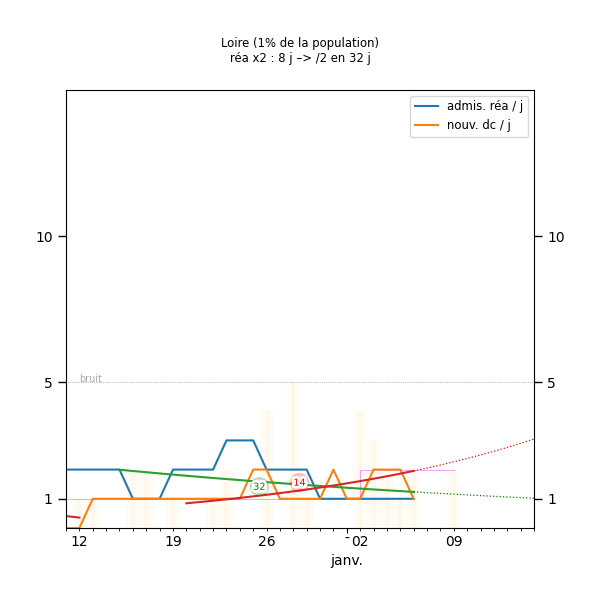 Loire (1% de la population)
réa x2 : 8 j –> /2 en 32 j
admis. réa / j
nouv. dc / j
10 10
bruit
5 5
32 14
1 1
12 19 26 02 09
janv.